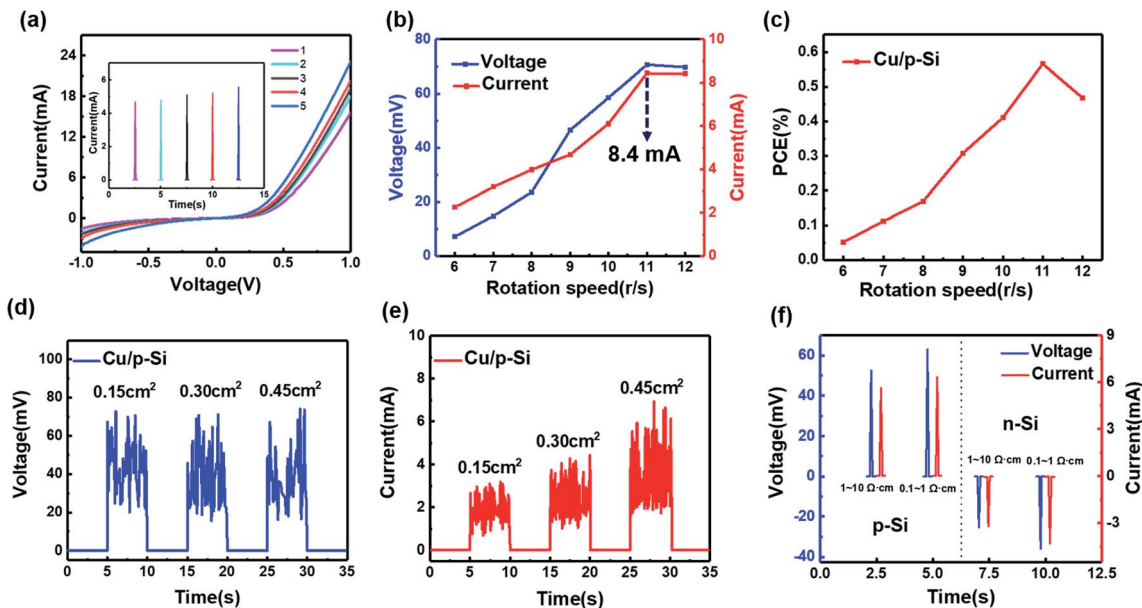 (a)
24
18
12
6
0
Current(mA)
-1.0 -0.5 0.0 0.5 1.0
Voltage(V)
1
2
3
4
5
6
4
2
0
Current(mA)
0 5 10 15
Time(s)
(b)
80
60
40
20
0
Voltage(mV)
Voltage
Current
8.4 mA
10
8
6
4
2
0
Current(mA)
6 7 8 9 10 11 12
Rotation speed(r/s)
(c)
0.6
0.5
0.4
0.3
0.2
0.1
0.0
PCE(%)
Cu/p-Si
6 7 8 9 10 11 12
Rotation speed(r/s)
(d)
100
80
60
40
20
0
Voltage(mV)
Cu/p-Si
0.15cm²
0.30cm²
0.45cm²
0 5 10 15 20 25 30 35
Time(s)
(e)
10
8
6
4
2
0
Current(mA)
Cu/p-Si
0.15cm²
0.30cm²
0.45cm²
0 5 10 15 20 25 30 35
Time(s)
(f)
60
40
20
0
-20
-40
Voltage(mV)
Voltage
Current
n-Si
1~10 Ω·cm 0.1~1 Ω·cm
1~10 Ω·cm 0.1~1 Ω·cm
p-Si
9
6
3
0
-3
Current(mA)
0.0 2.5 5.0 7.5 10.0 12.5
Time(s)